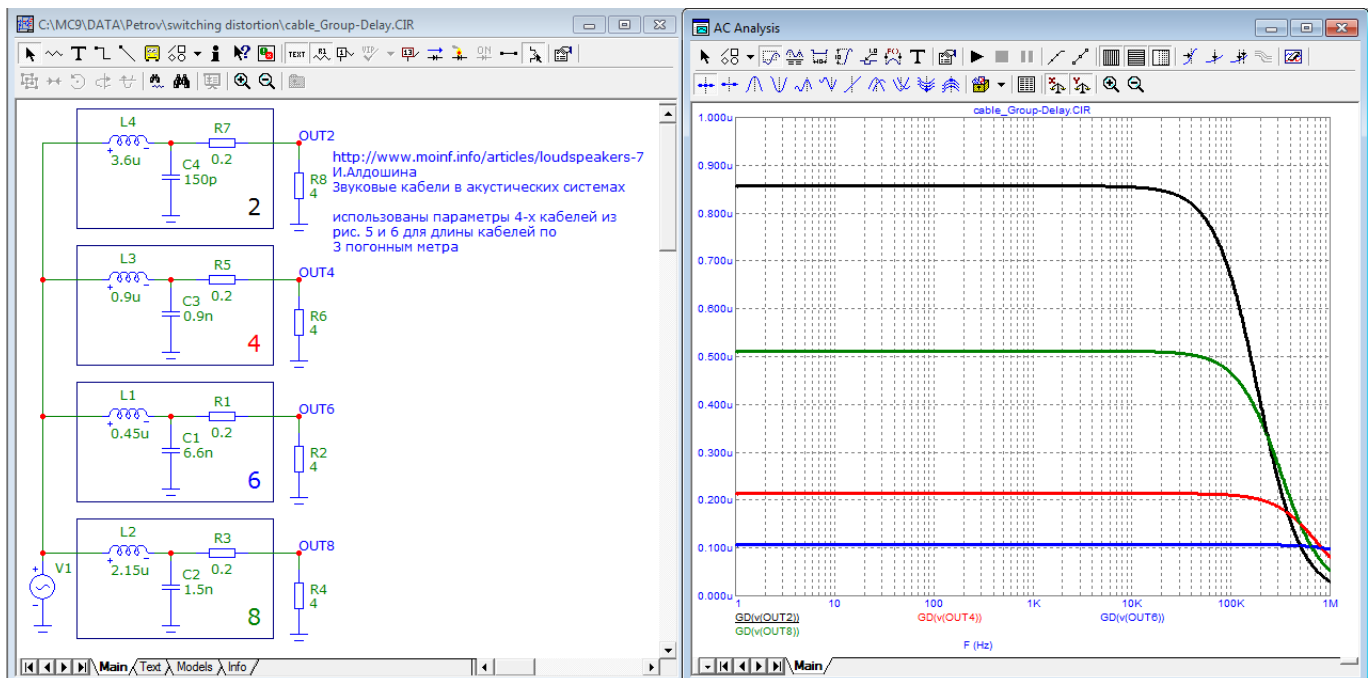 C:\MC9\DATA\Petrov\switching distortion\cable_Group-Delay.CIR
TEXT
R1
13
ON
L4
3.6u
C4
150p
R7
0.2
OUT2
R8
4
2
http://www.moinf.info/articles/loudspeakers-7
И.Алдошина
Звуковые кабели в акустических системах
использованы параметры 4-х кабелей из
рис. 5 и 6 для длины кабелей по
3 погонным метра
L3
0.9u
C3
0.9n
R5
0.2
OUT4
R6
4
4
L1
0.45u
C1
6.6n
R1
0.2
OUT6
R2
4
6
L2
2.15u
C2
1.5n
R3
0.2
OUT8
R4
4
8
V1
Main
Text
Models
Info
AC Analysis
cable_Group-Delay.CIR
1.000u
0.900u
0.800u
0.700u
0.600u
0.500u
0.400u
0.300u
0.200u
0.100u
0.000u
1 10 100 1K 10K 100K 1M
GD(v(OUT2)) GD(v(OUT4)) GD(v(OUT6))
GD(v(OUT8))
F (Hz)
Main